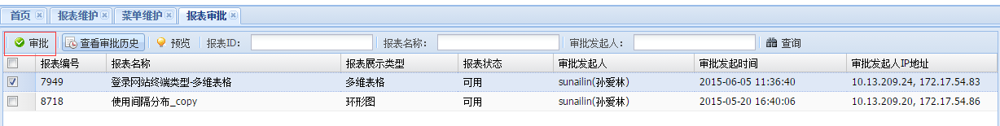 首页 报表维护 菜单维护 报表审批
审批 查看审批历史 预览 报表ID: 报表名称: 审批发起人: 查询
报表编号 报表名称 报表展示类型 报表状态 审批发起人 审批发起时间 审批发起人IP地址
7949 登录网站终端类型-多维表格 多维表格 可用 sunailin(孙爱林) 2015-06-05 11:36:40 10.13.209.24, 172.17.54.83
8718 使用间隔分布_copy 环形图 可用 sunailin(孙爱林) 2015-05-20 16:40:06 10.13.209.20, 172.17.54.86